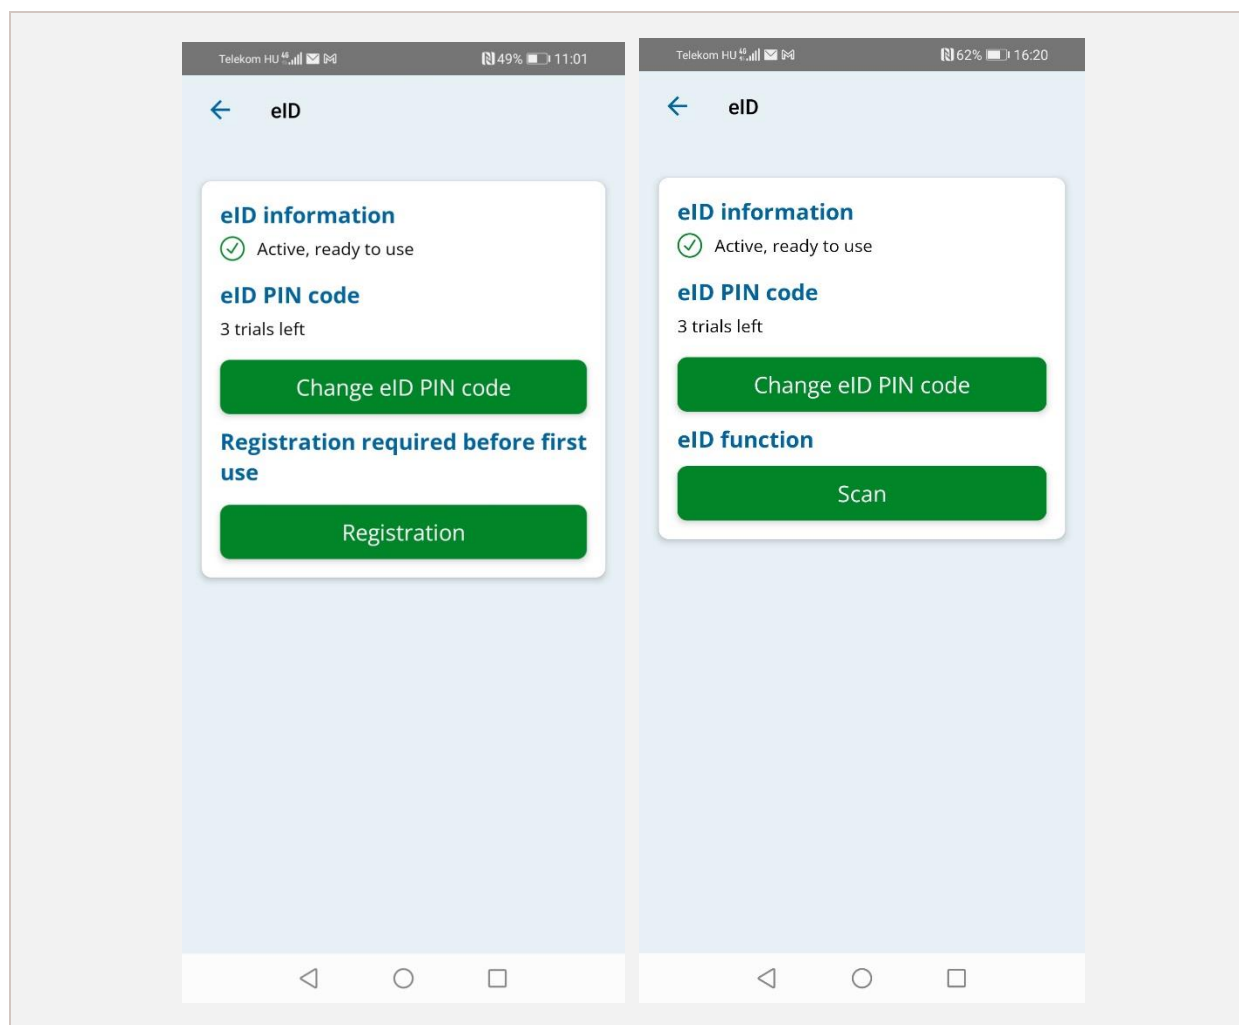 Telekom HU 49% 11:01
eID
eID information
Active, ready to use
eID PIN code
3 trials left
Change eID PIN code
Registration required before first
use
Registration
Telekom HU 62% 16:20
eID
eID information
Active, ready to use
eID PIN code
3 trials left
Change eID PIN code
eID function
Scan